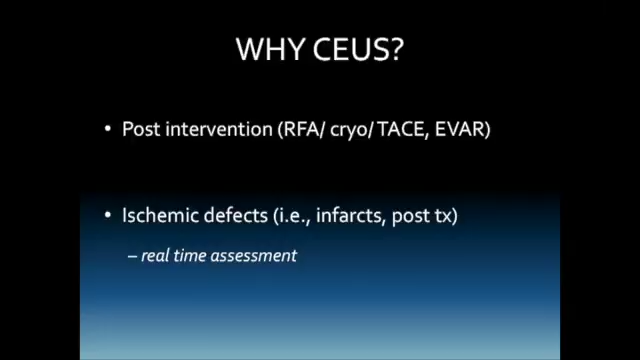 WHY CEUS?
• Post intervention (RFA/ cryo/ TACE, EVAR)
• Ischemic defects (i.e., infarcts, post tx)
– real time assessment